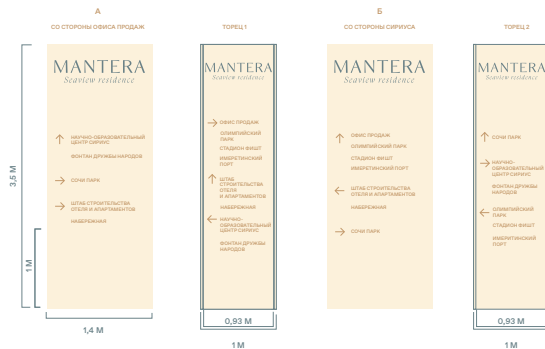 А
СО СТОРОНЫ ОФИСА ПРОДАЖ
MANTERA
Seaview residence
НАУЧНО-ОБРАЗОВАТЕЛЬНЫЙ
ЦЕНТР СИРИУС
ФОНТАН ДРУЖБЫ НАРОДОВ
СОЧИ ПАРК
ШТАБ СТРОИТЕЛЬСТВА
ОТЕЛЯ И АПАРТАМЕНТОВ
НАБЕРЕЖНАЯ
3,5 М
1 М
1,4 М
ТОРЕЦ 1
MANTERA
Seaview residence
ОФИС ПРОДАЖ
ОЛИМПИЙСКИЙ
ПАРК
СТАДИОН ФИШТ
ИМЕРЕТИНСКИЙ
ПОРТ
ШТАБ
СТРОИТЕЛЬСТВА
ОТЕЛЯ
И АПАРТАМЕНТОВ
НАБЕРЕЖНАЯ
НАУЧНО-
ОБРАЗОВАТЕЛЬНЫЙ
ЦЕНТР СИРИУС
ФОНТАН ДРУЖБЫ
НАРОДОВ
0,93 М
1 М
Б
СО СТОРОНЫ СИРИУСА
MANTERA
Seaview residence
ОФИС ПРОДАЖ
ОЛИМПИЙСКИЙ ПАРК
СТАДИОН ФИШТ
ИМЕРЕТИНСКИЙ ПОРТ
ШТАБ СТРОИТЕЛЬСТВА
ОТЕЛЯ И АПАРТАМЕНТОВ
НАБЕРЕЖНАЯ
СОЧИ ПАРК
ТОРЕЦ 2
MANTERA
Seaview residence
СОЧИ ПАРК
НАУЧНО-
ОБРАЗОВАТЕЛЬНЫЙ
ЦЕНТР СИРИУС
ФОНТАН ДРУЖБЫ
НАРОДОВ
ОЛИМПИЙСКИЙ
ПАРК
СТАДИОН ФИШТ
ИМЕРИТИНСКИЙ
ПОРТ
0,93 М
1 М